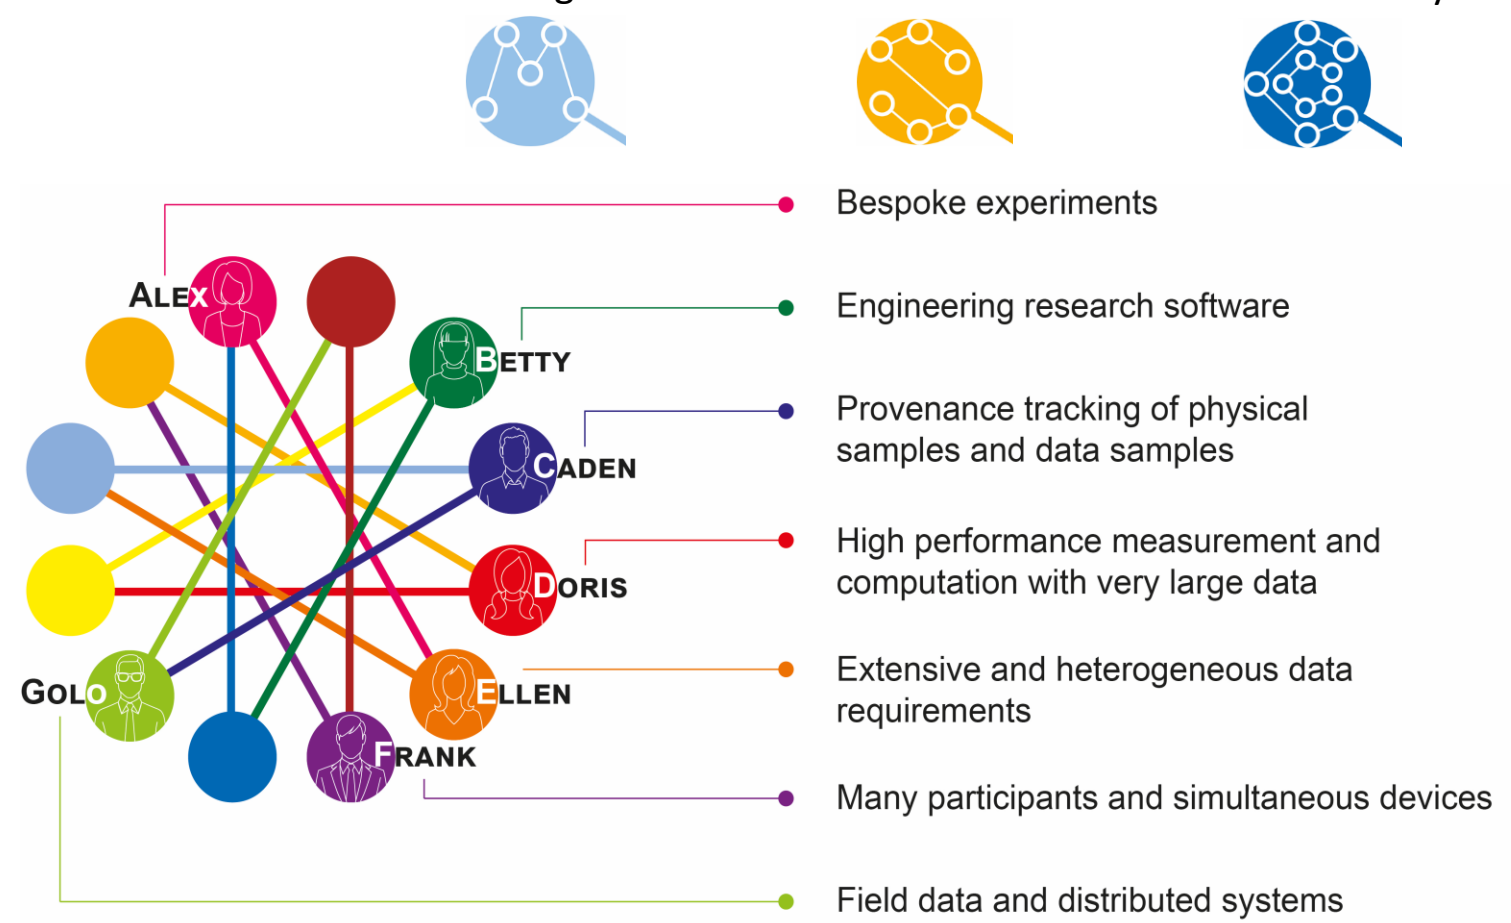 Bespoke experiments
ALEX
Engineering research software
BETTY
Provenance tracking of physical
samples and data samples
CADEN
High performance measurement and
computation with very large data
DORIS
Extensive and heterogeneous data
requirements
GOLO
ELLEN
FRANK
Many participants and simultaneous devices
Field data and distributed systems